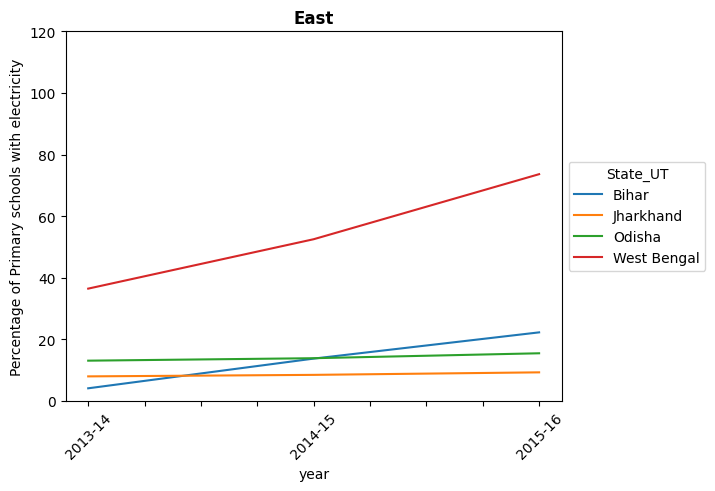 East
Percentage of Primary schools with electricity
120
100
80
60
40
20
0
2013-14
2014-15
2015-16
year
State_UT
Bihar
Jharkhand
Odisha
West Bengal